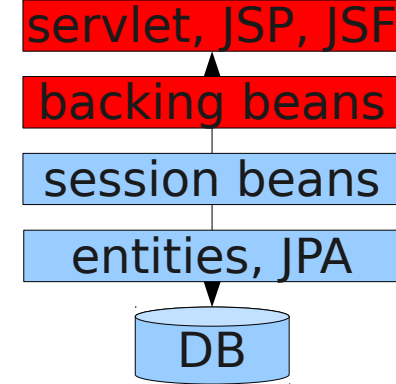 servlet, JSP, JSF
backing beans
session beans
entities, JPA
DB